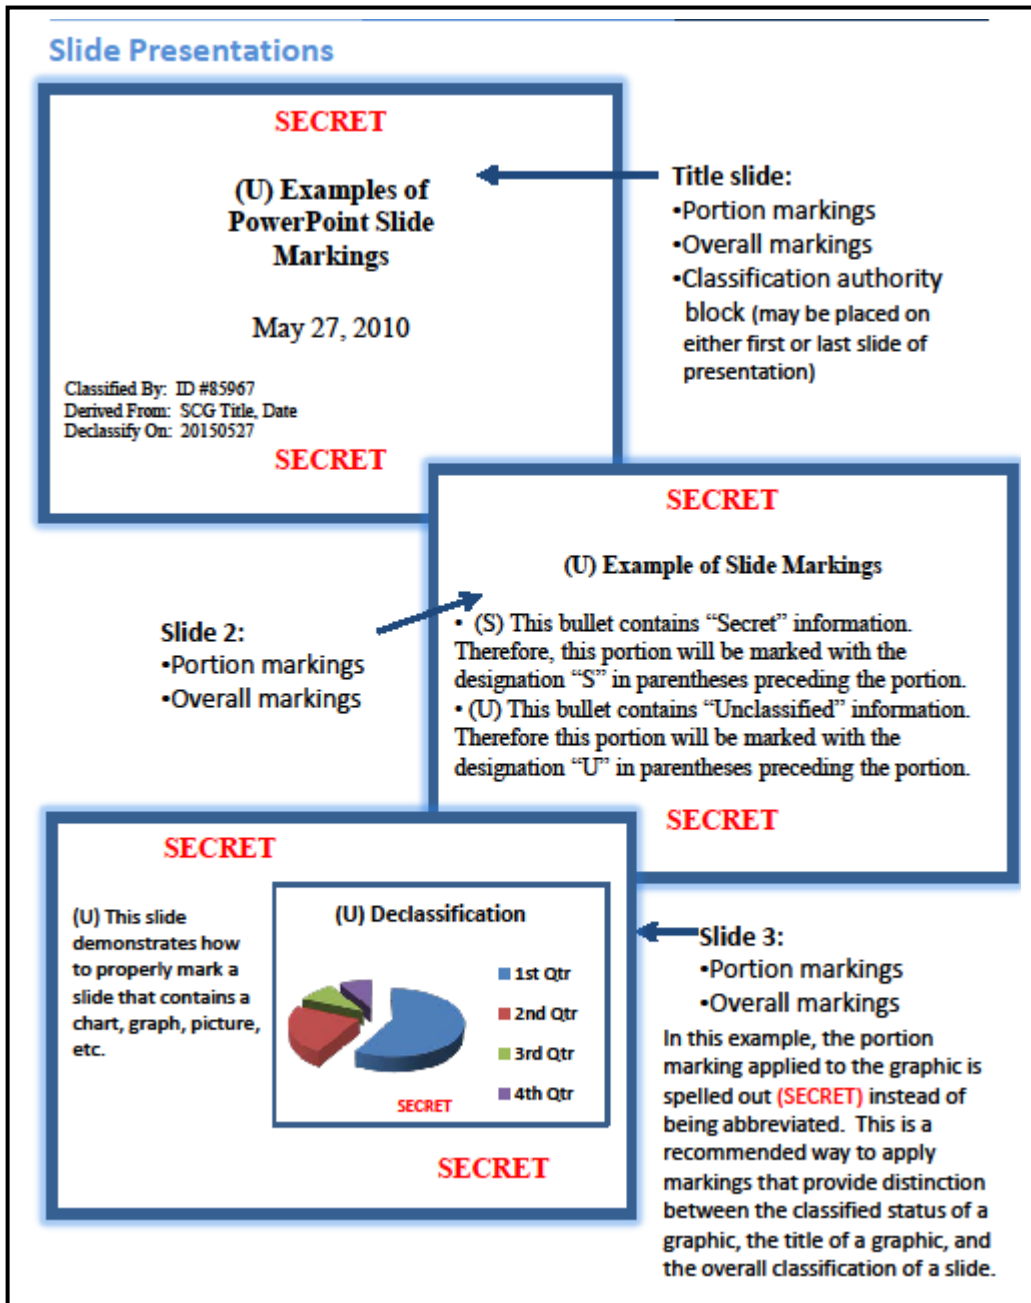 Slide Presentations
SECRET
(U) Examples of
PowerPoint Slide
Markings
May 27, 2010
Classified By:  ID #85967
Derived From:  SCG Title, Date
Declassify On:  20150527
SECRET
Title slide:
•Portion markings
•Overall markings
•Classification authority
block (may be placed on
either first or last slide of
presentation)
SECRET
(U) Example of Slide Markings
• (S) This bullet contains “Secret” information.
Therefore, this portion will be marked with the
designation “S” in parentheses preceding the portion.
• (U) This bullet contains “Unclassified” information.
Therefore this portion will be marked with the
designation “U” in parentheses preceding the portion.
SECRET
Slide 2:
•Portion markings
•Overall markings
SECRET
(U) This slide
demonstrates how
to properly mark a
slide that contains a
chart, graph, picture,
etc.
(U) Declassification
1st Qtr
2nd Qtr
3rd Qtr
4th Qtr
SECRET
SECRET
Slide 3:
•Portion markings
•Overall markings
In this example, the portion
marking applied to the graphic is
spelled out (SECRET) instead of
being abbreviated.  This is a
recommended way to apply
markings that provide distinction
between the classified status of a
graphic, the title of a graphic, and
the overall classification of a slide.